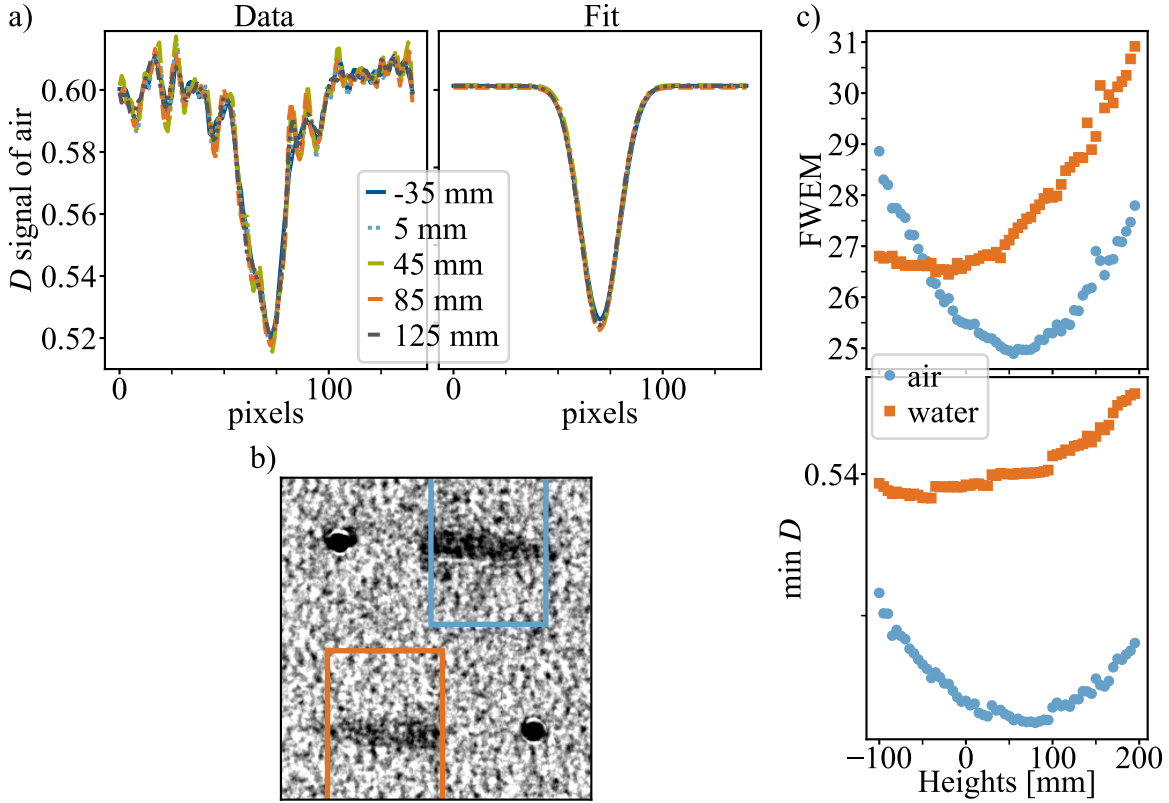 a)
Data
Fit
D signal of air
0.60
0.58
0.56
0.54
0.52
-35 mm
5 mm
45 mm
85 mm
125 mm
0
100
0
100
pixels
pixels
b)
c)
FWEM
31
30
29
28
27
26
25
air
water
min D
0.54
−100
0
100
200
Heights [mm]